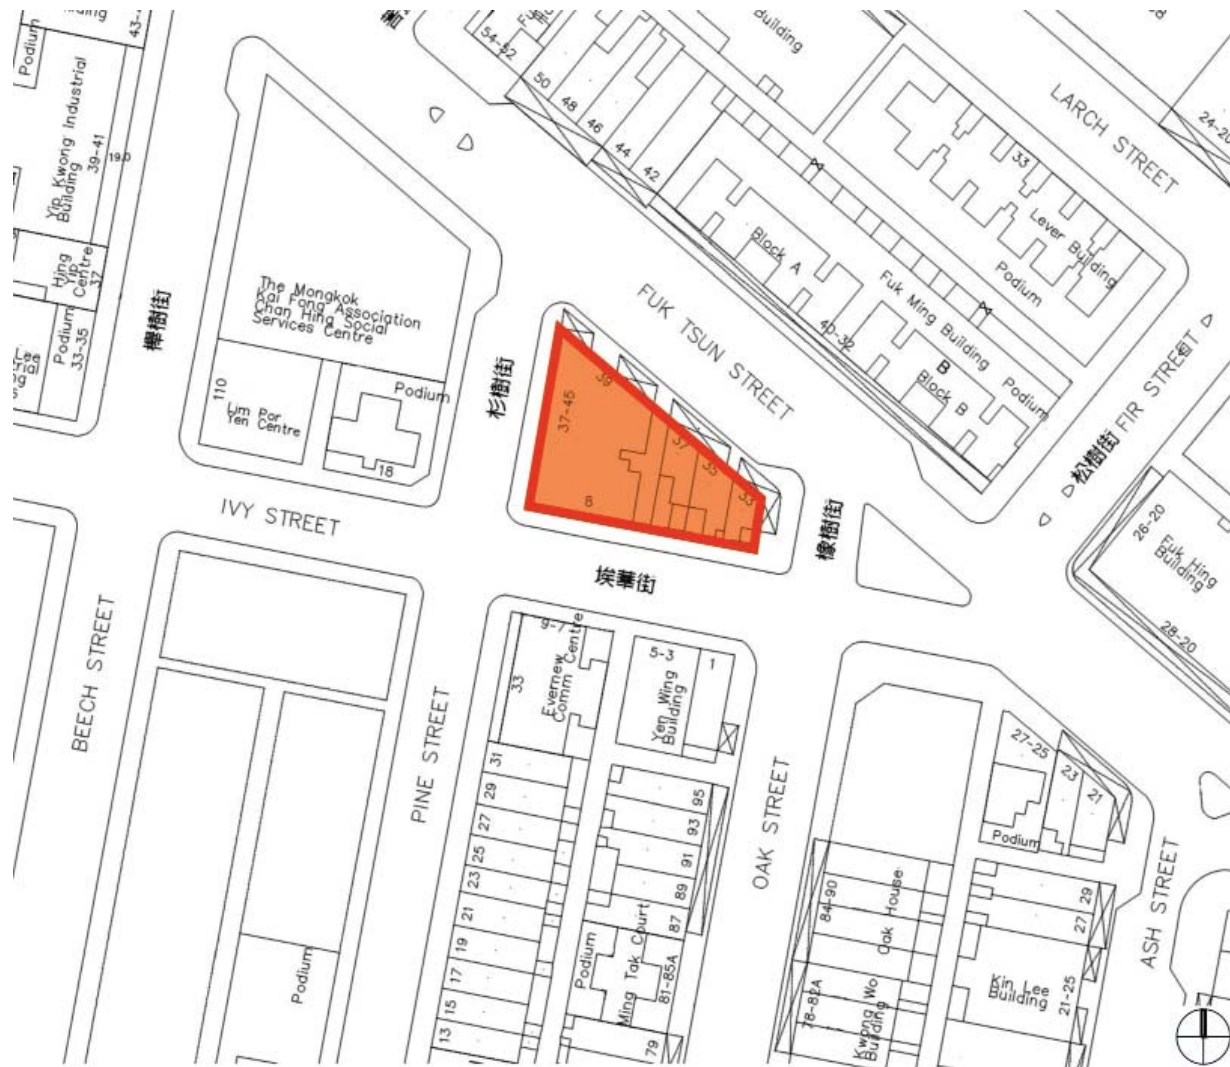 Podium
43-
Yip Kwong Industrial
Building
39-41
19.0
Hing
Yip
Centre
37
Podium
33-35
櫸樹街
54-52
50
48
46
44
42
Building
LARCH STREET
24-20
33
Lever Building
Podium
Block A
Fuk Ming Building
40-32
B
Block B
Podium
The Mongkok
Kai Fong Association
Chan Hing Social
Services Centre
110
Lim Por
Yen Centre
Podium
18
杉樹街
FUK TSUN STREET
39
37-45
37
35
33
8
橡樹街
松樹街 FIR STREET
26-20
Fuk Hing
Building
28-20
IVY STREET
埃華街
BEECH STREET
PINE STREET
9-7
Evernew
Comm Centre
33
5-3
1
Yen Wing
Building
31
29
27
25
23
21
19
17
15
13
95
93
91
89
87
Podium
Ming Tak Court
81-85A
79
Podium
OAK STREET
84-90
Oak House
78-82A
Kwong Wo
Building
27-25
23
21
Podium
29
27
Kin Lee
Building
21-25
ASH STREET